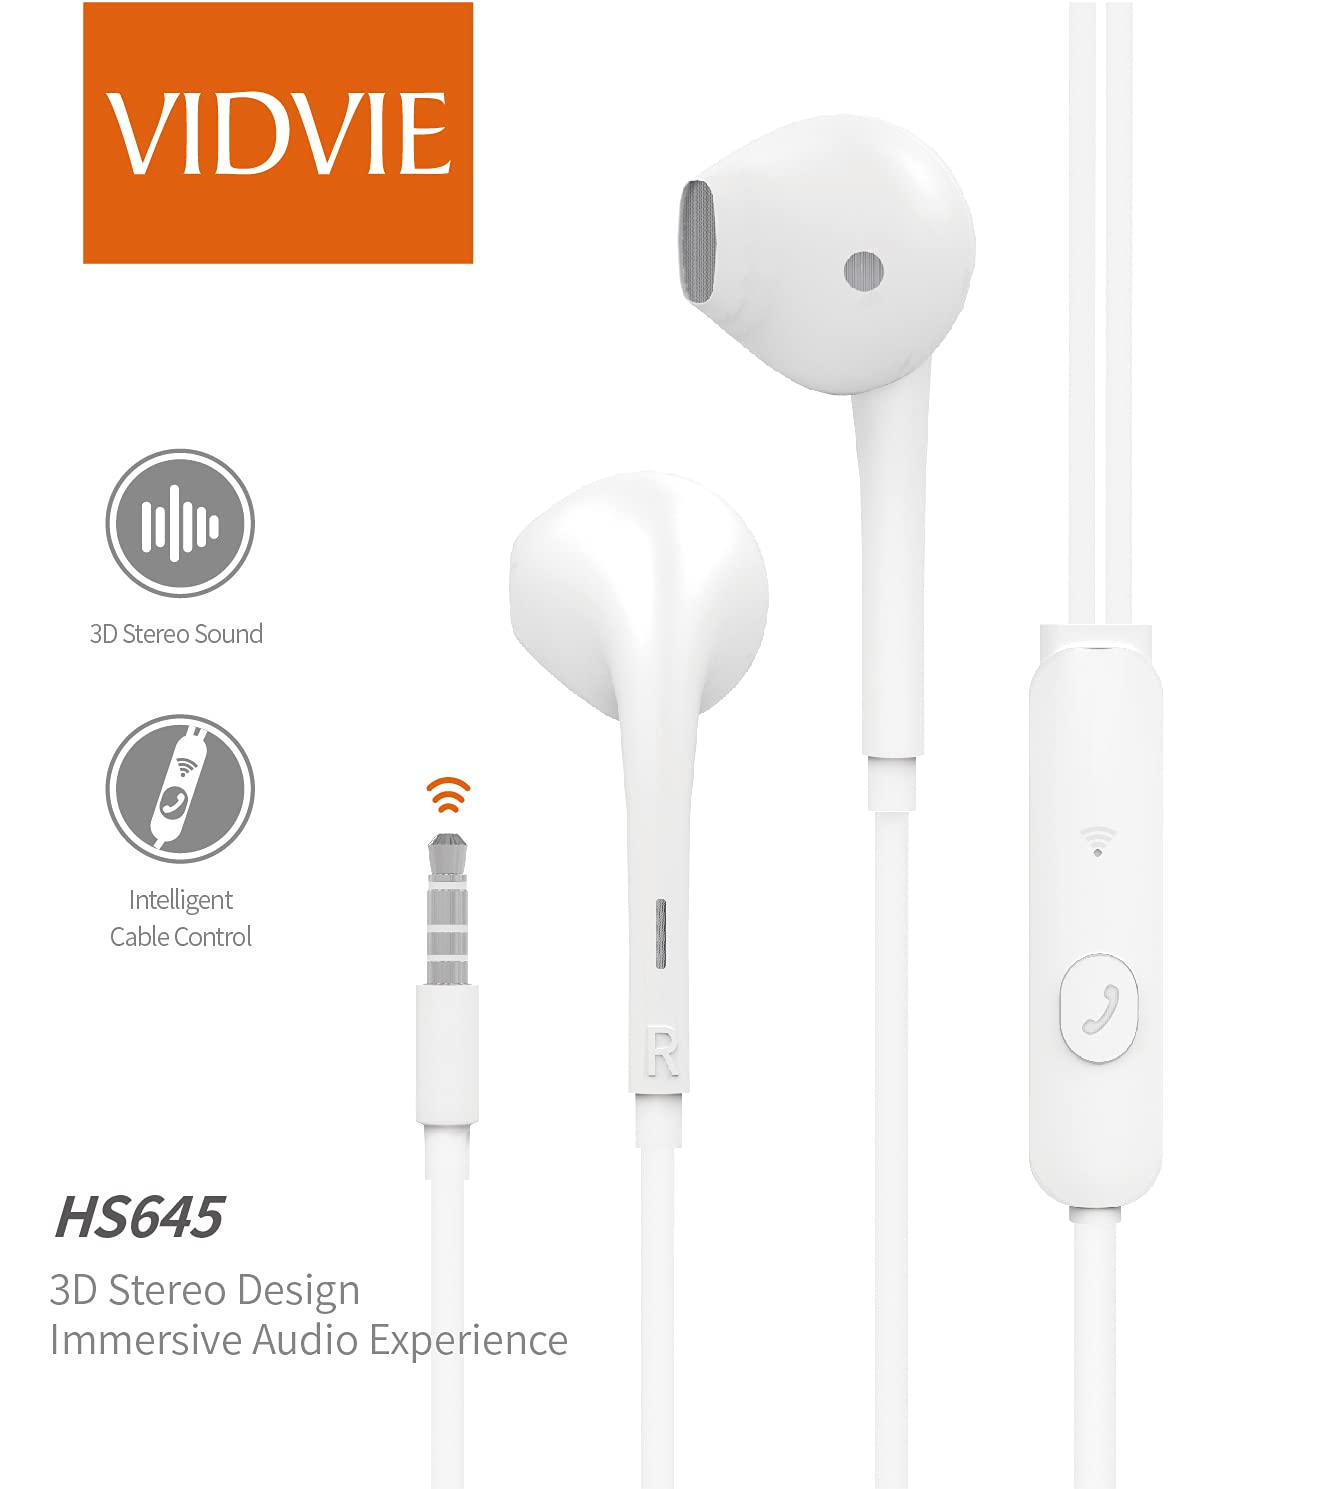 VIDVIE
3D Stereo Sound
Intelligent
Cable Control
R
HS645
3D Stereo Design
Immersive Audio Experience